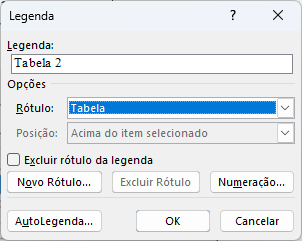 Legenda
?
Legenda:
Tabela 2
Opções
Rótulo: Tabela
Posição: Acima do item selecionado
Excluir rótulo da legenda
Novo Rótulo... Excluir Rótulo Numeração...
AutoLegenda... OK Cancelar